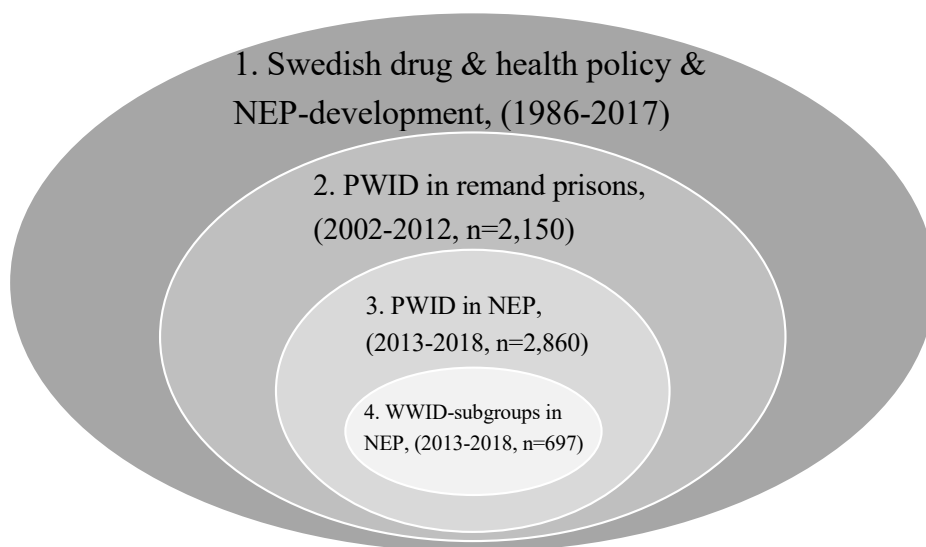 1. Swedish drug & health policy &
NEP-development, (1986-2017)
2. PWID in remand prisons,
(2002-2012, n=2,150)
3. PWID in NEP,
(2013-2018, n=2,860)
4. WWID-subgroups in
NEP, (2013-2018, n=697)